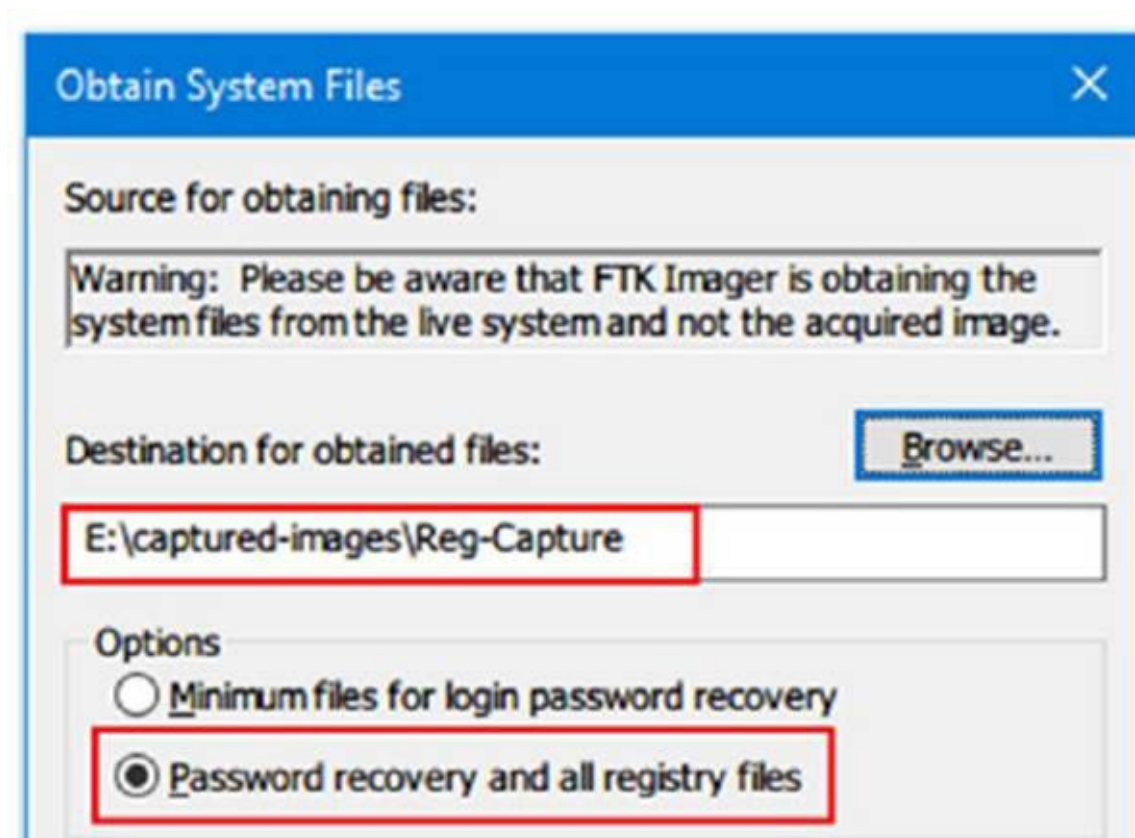 Obtain System Files
Source for obtaining files:
Warning: Please be aware that FTK Imager is obtaining the
system files from the live system and not the acquired image.
Destination for obtained files:
Browse...
E:\captured-images\Reg-Capture
Options
Minimum files for login password recovery
Password recovery and all registry files